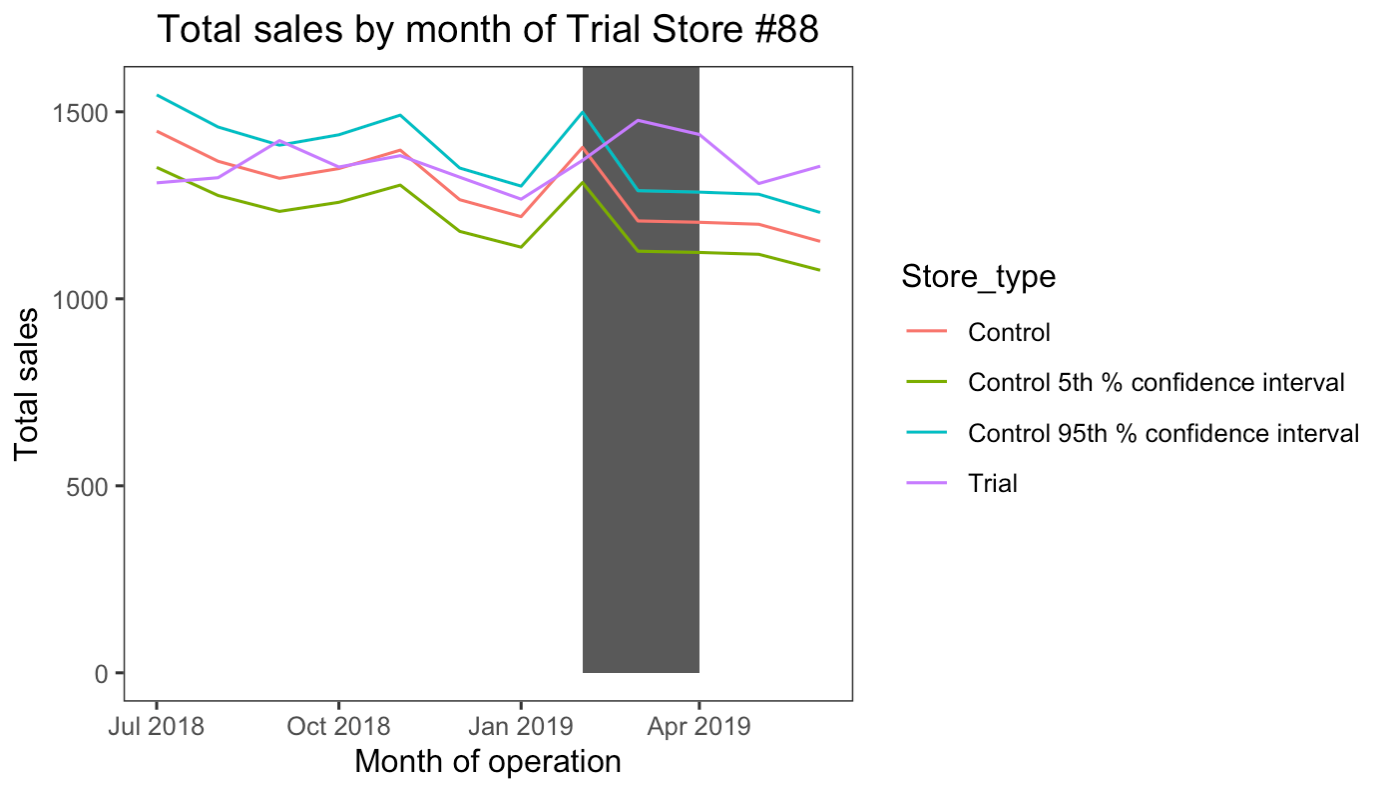 Total sales by month of Trial Store #88
Total sales
1500
1000
500
0
Jul 2018 Oct 2018 Jan 2019 Apr 2019
Month of operation
Store_type
Control
Control 5th % confidence interval
Control 95th % confidence interval
Trial